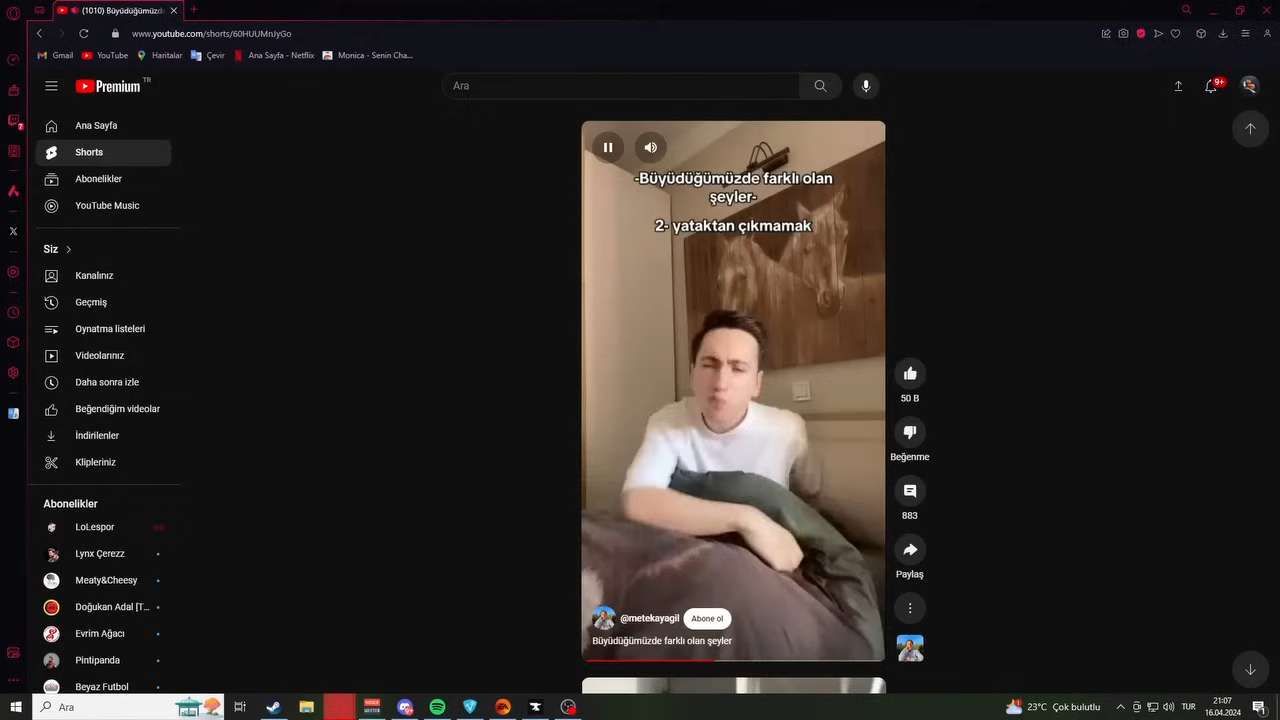 (1010) Büyüdüğümüzd
www.youtube.com/shorts/60HUUMnJyGo
Gmail
YouTube
Haritalar
Çevir
Ana Sayfa - Netflix
Monica - Senin Cha...
Premium
TR
Ara
9+
Ana Sayfa
Shorts
Abonelikler
YouTube Music
Siz
Kanalınız
Geçmiş
Oynatma listeleri
Videolarınız
Daha sonra izle
Beğendiğim videolar
İndirilenler
Klipleriniz
Abonelikler
LoLespor
Lynx Çerezz
Meaty&Cheesy
Doğukan Adal [T...
Evrim Ağacı
Pintipanda
Beyaz Futbol
-Büyüdüğümüzde farklı olan
şeyler-
2- yataktan çıkmamak
50 B
Beğenme
883
Paylaş
@metekayagil
Abone ol
Büyüdüğümüzde farklı olan şeyler
Ara
23°C Çok bulutlu
TUR
21:07
16.04.2024